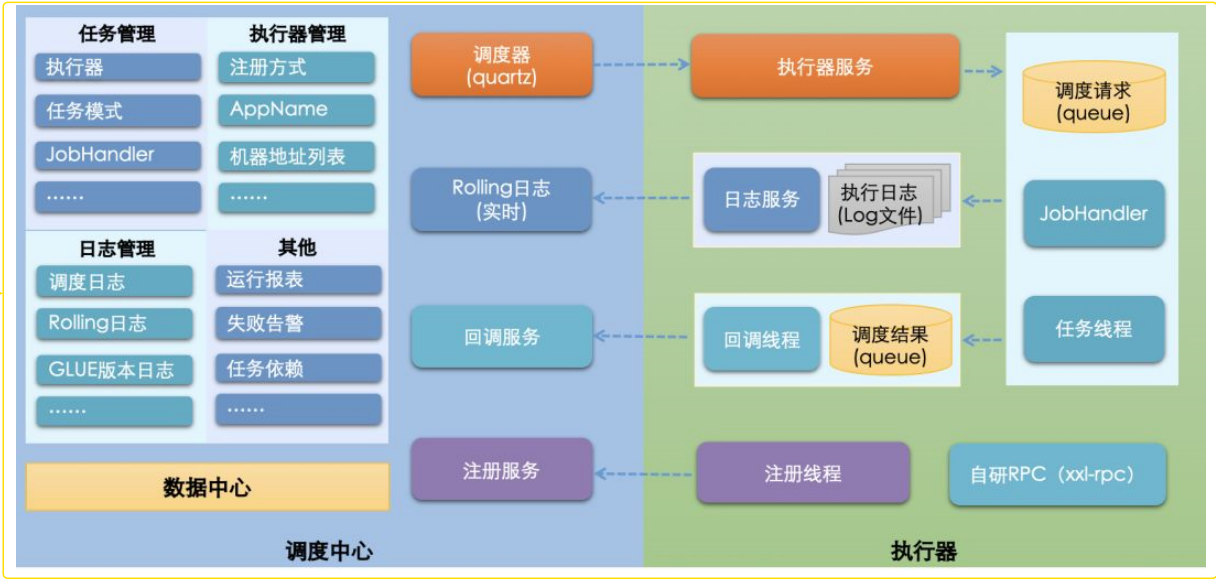 任务管理
执行器
任务模式
JobHandler
......
执行器管理
注册方式
AppName
机器地址列表
......
日志管理
调度日志
Rolling日志
GLUE版本日志
......
其他
运行报表
失败告警
任务依赖
......
数据中心
调度器
(quartz)
Rolling日志
(实时)
回调服务
注册服务
调度中心
执行器服务
调度请求
(queue)
日志服务
执行日志
(Log文件)
JobHandler
回调线程
调度结果
(queue)
任务线程
注册线程
自研RPC（xxl-rpc）
执行器